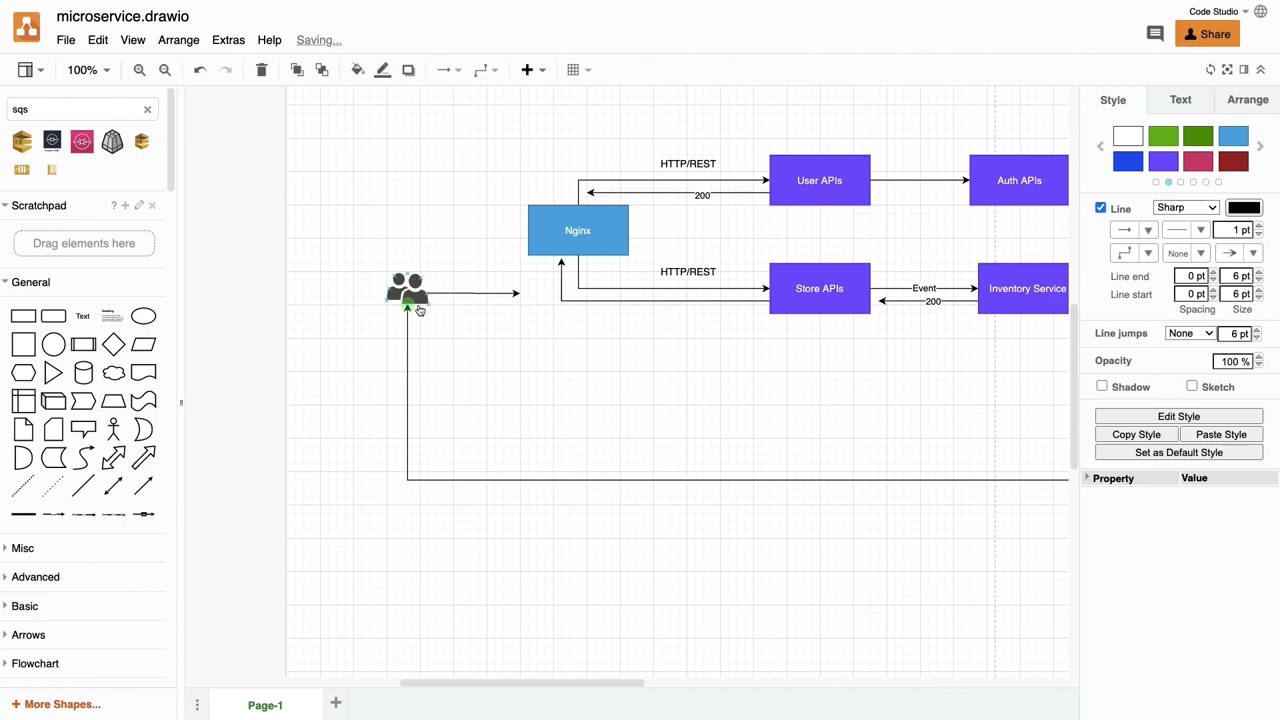 microservice.drawio
Code Studio
File Edit View Arrange Extras Help Saving...
Share
100%
sqs
Style Text Arrange
Scratchpad
?
Drag elements here
General
Text
Heading
Misc
Advanced
Basic
Arrows
Flowchart
+ More Shapes...
HTTP/REST
User APIs
Auth APIs
200
Nginx
HTTP/REST
Store APIs
Event
Inventory Service
200
Line
Sharp
1 pt
None
Line end
0 pt
6 pt
Line start
0 pt
6 pt
Spacing
Size
Line jumps
None
6 pt
Opacity
100 %
Shadow
Sketch
Edit Style
Copy Style
Paste Style
Set as Default Style
Property
Value
Page-1